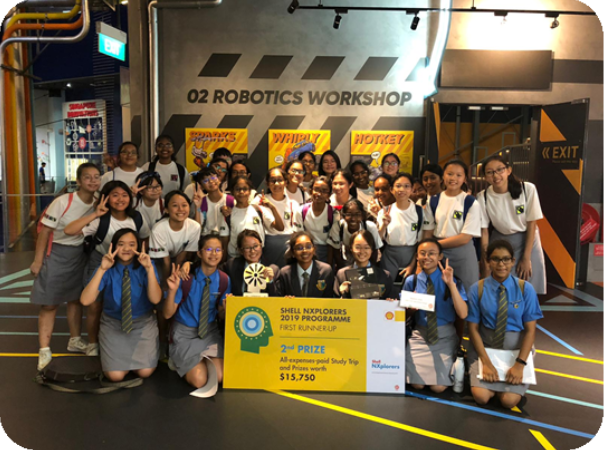 EXIT
02 ROBOTICS WORKSHOP
SPARKS
WHIRLY
HOTKEY
« EXIT
SHELL NXPLORERS
2019 PROGRAMME
FIRST RUNNER-UP
2nd PRIZE
All-expenses-paid Study Trip
and Prizes worth
$15,750
Shell
NXplorers